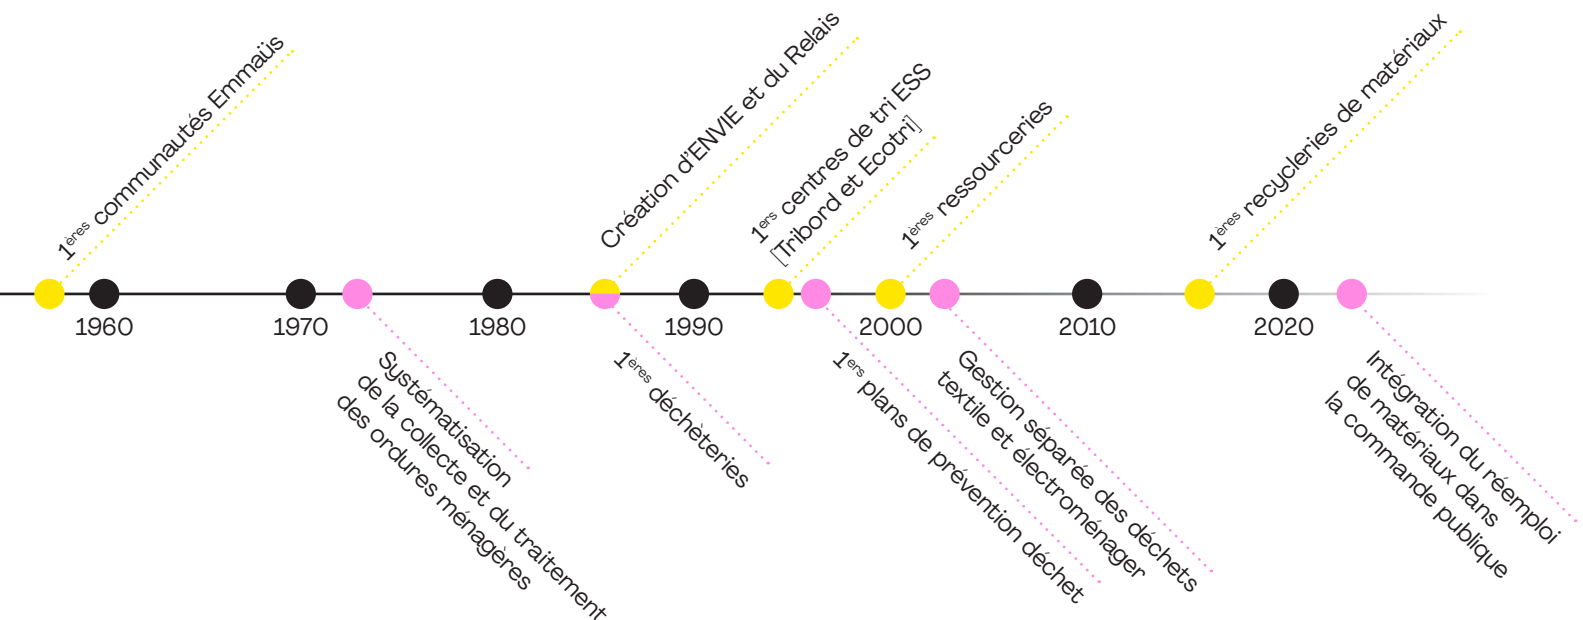 1ères communautés Emmaüs
Création d'ENVIE et du Relais
1ers centres de tri ESS
[Tribord et Ecotri]
1ères ressourceries
1ères recycleries de matériaux
1960
1970
1980
1990
2000
2010
2020
Systématisation
de la collecte et du traitement
des ordures ménagères
1ères déchèteries
1ers plans de prévention déchet
Gestion séparée des déchets
textile et électroménager
Intégration du réemploi
de matériaux dans
la commande publique